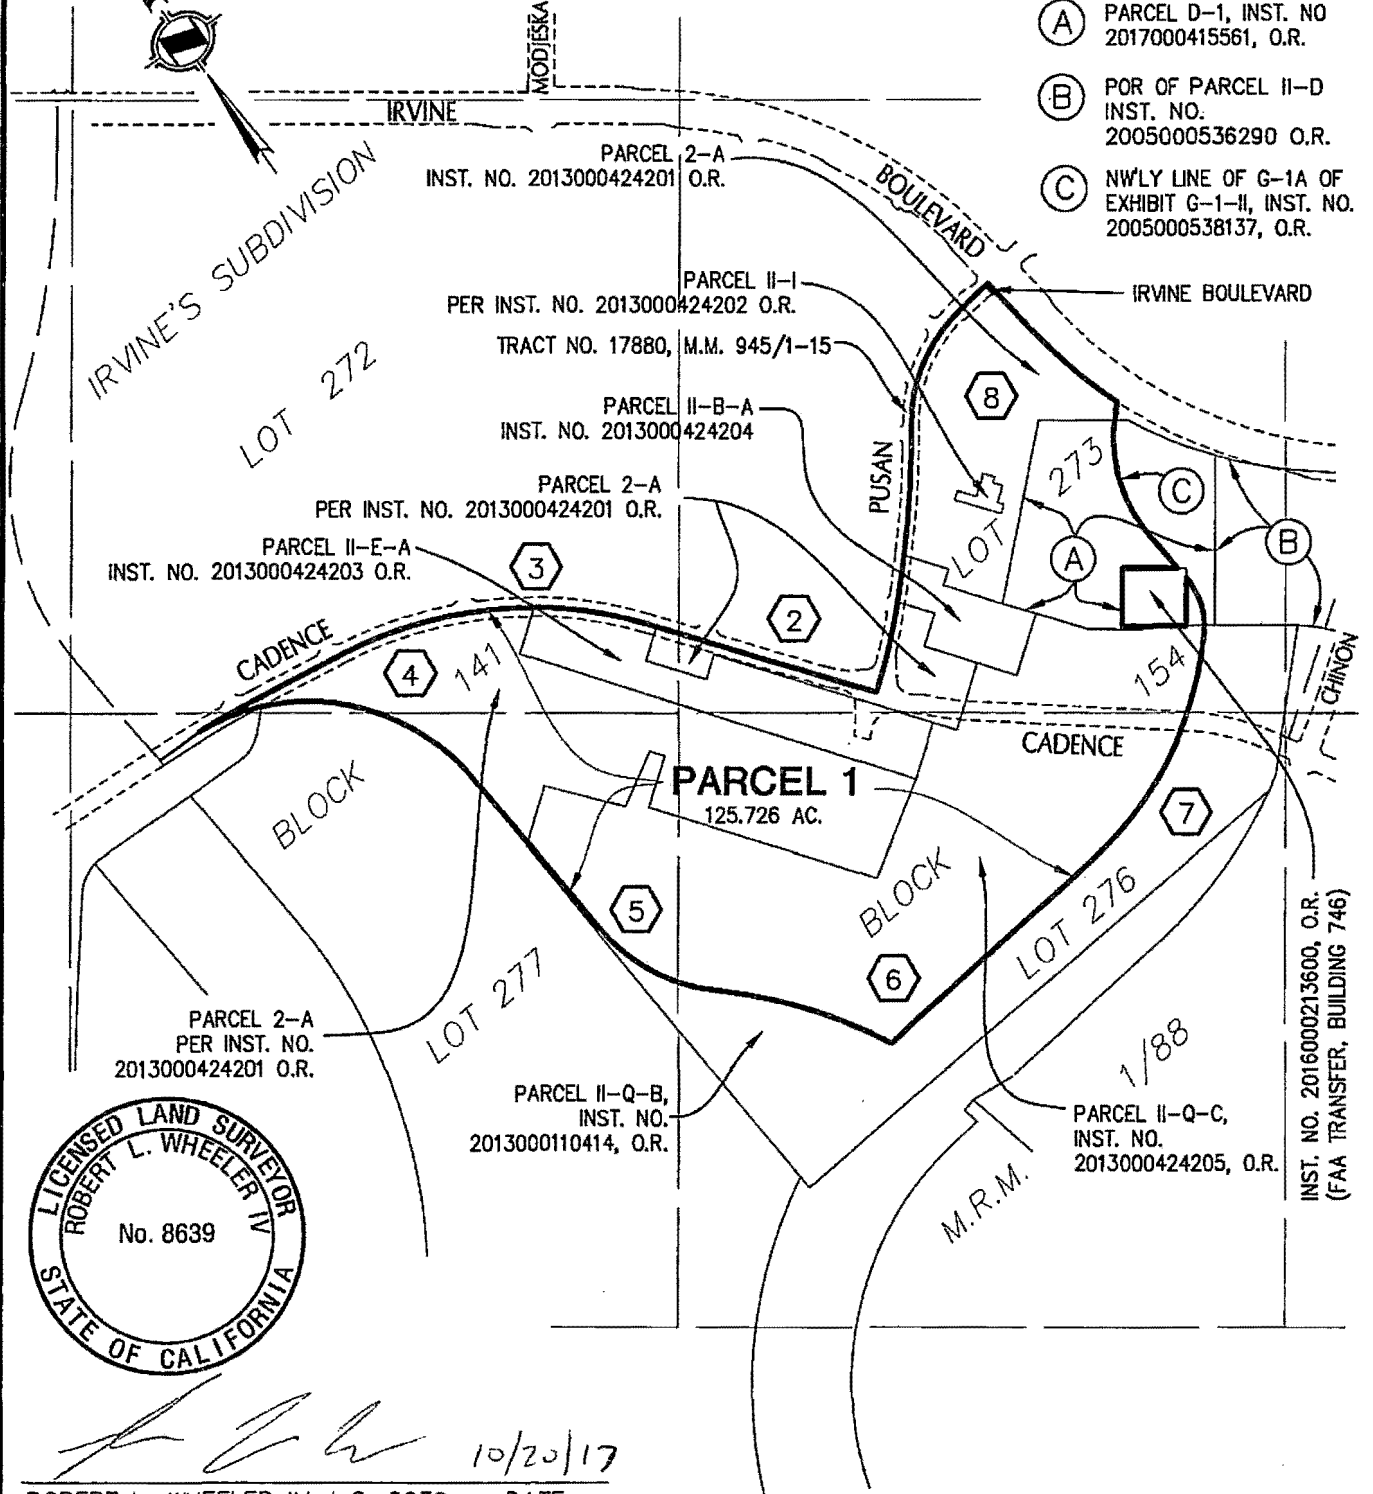 A PARCEL D-1, INST. NO
2017000415561, O.R.
B POR OF PARCEL II-D
INST. NO.
2005000536290 O.R.
C NW'LY LINE OF G-1A OF
EXHIBIT G-1-II, INST. NO.
2005000538137, O.R.
MODJESKA
IRVINE
BOULEVARD
PARCEL 2-A
INST. NO. 2013000424201 O.R.
IRVINE'S SUBDIVISION
PARCEL II-I
PER INST. NO. 2013000424202 O.R.
IRVINE BOULEVARD
TRACT NO. 17880, M.M. 945/1-15
LOT 272
8
PARCEL II-B-A
INST. NO. 2013000424204
PUSAN
LOT 273
C
PARCEL 2-A
PER INST. NO. 2013000424201 O.R.
A
B
PARCEL II-E-A
INST. NO. 2013000424203 O.R.
3
2
CADENCE
4
141
154
CHINON
CADENCE
PARCEL 1
125.726 AC.
BLOCK
7
BLOCK
5
LOT 276
6
LOT 277
INST. NO. 2016000213600, O.R.
(FAA TRANSFER, BUILDING 746)
PARCEL 2-A
PER INST. NO.
2013000424201 O.R.
PARCEL II-Q-B,
INST. NO.
2013000110414, O.R.
PARCEL II-Q-C,
INST. NO.
2013000424205, O.R.
1/88
M.R.M.
LICENSED LAND SURVEYOR
ROBERT L. WHEELER IV
No. 8639
STATE OF CALIFORNIA
10/20/17